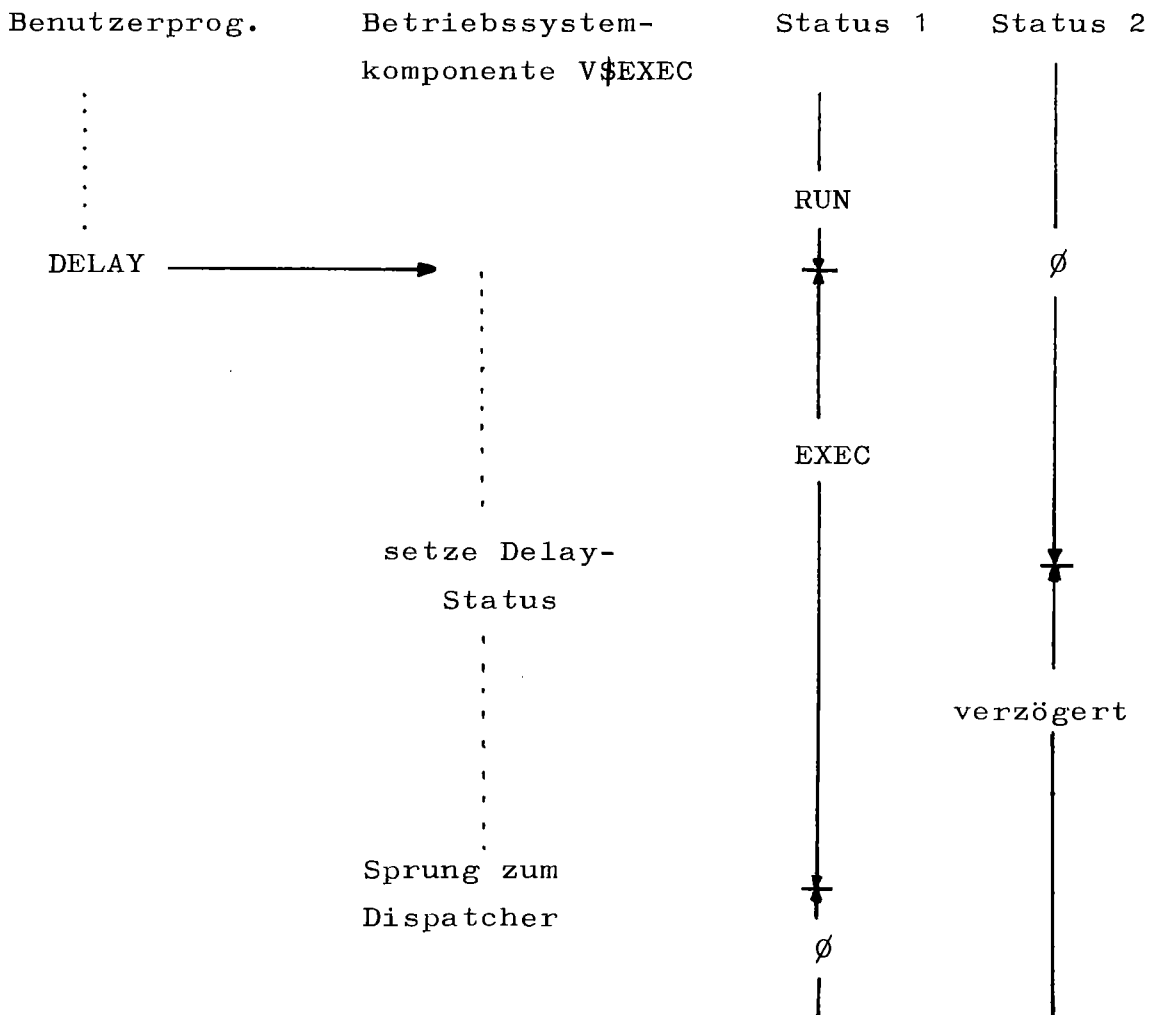 Benutzerprog. Betriebssystem- Status 1 Status 2
komponente V$EXEC
RUN
DELAY ∅
EXEC
setze Delay-
Status
verzögert
Sprung zum
Dispatcher
∅